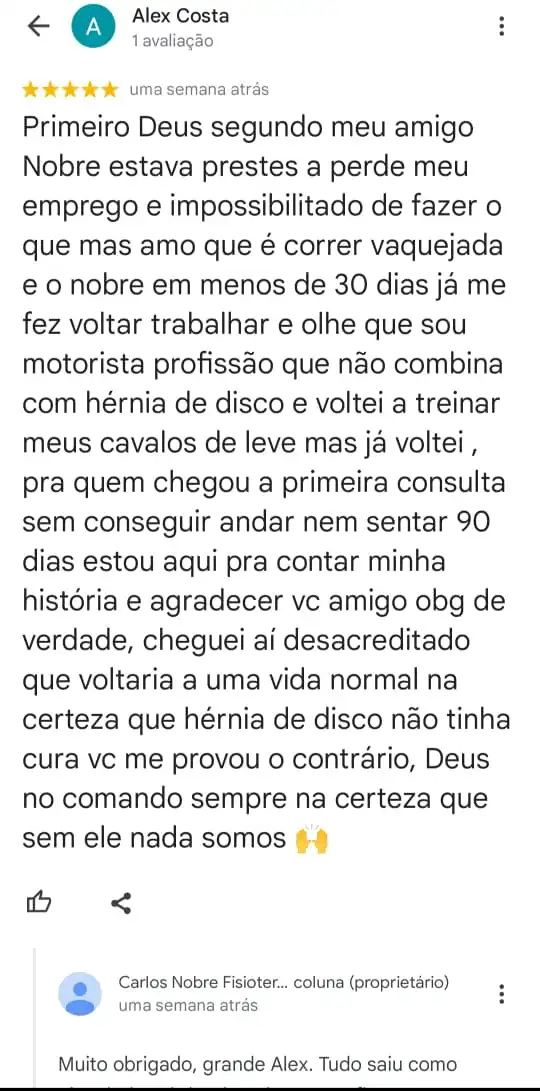 Alex Costa
A
1 avaliação
uma semana atrás
Primeiro Deus segundo meu amigo
Nobre estava prestes a perde meu
emprego e impossibilitado de fazer o
que mas amo que é correr vaquejada
e o nobre em menos de 30 dias já me
fez voltar trabalhar e olhe que sou
motorista profissão que não combina
com hérnia de disco e voltei a treinar
meus cavalos de leve mas já voltei ,
pra quem chegou a primeira consulta
sem conseguir andar nem sentar 90
dias estou aqui pra contar minha
história e agradecer vc amigo obg de
verdade, cheguei aí desacreditado
que voltaria a uma vida normal na
certeza que hérnia de disco não tinha
cura vc me provou o contrário, Deus
no comando sempre na certeza que
sem ele nada somos 🙌
Carlos Nobre Fisioter... coluna (proprietário)
uma semana atrás
Muito obrigado, grande Alex. Tudo saiu como